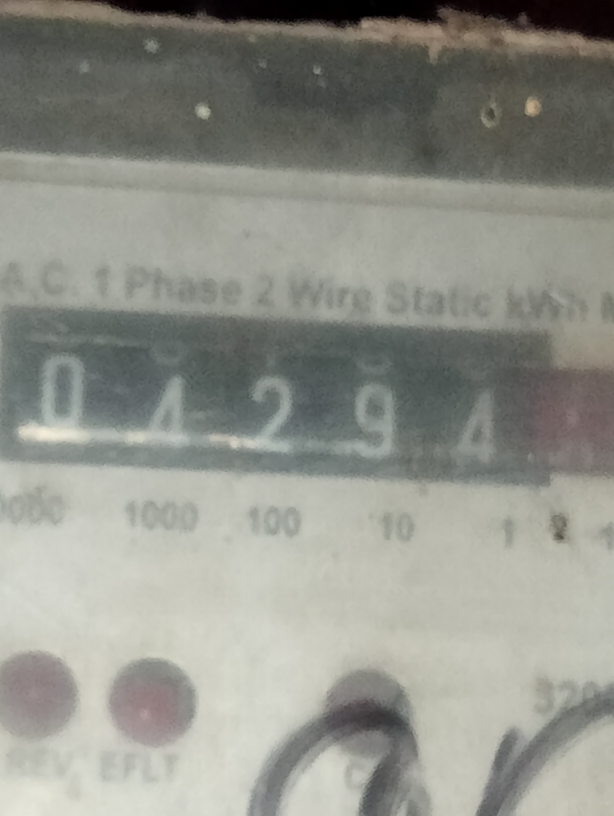 A.C. 1 Phase 2 Wire Static kWh
0 4 2 9 4
1000 100 10 1
REV EFLT